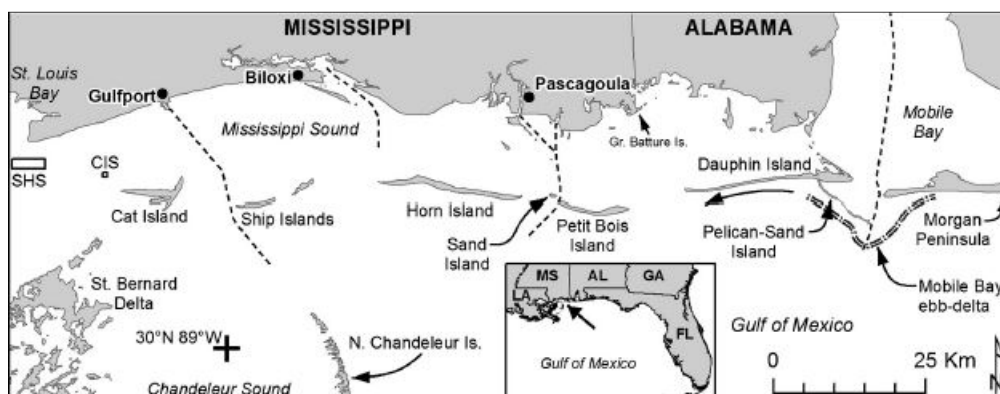 MISSISSIPPI
ALABAMA
St. Louis
Bay
Biloxi
Gulfport
Pascagoula
Mobile
Bay
Mississippi Sound
Gr. Batture Is.
CIS
SHS
Dauphin Island
Cat Island
Ship Islands
Horn Island
Sand
Island
Petit Bois
Island
Pelican-Sand
Island
Morgan
Peninsula
St. Bernard
Delta
MS
AL
GA
LA
FL
Mobile Bay
ebb-delta
30°N 89°W
N. Chandeleur Is.
Gulf of Mexico
Gulf of Mexico
0
25 Km
N
Chandeleur Sound